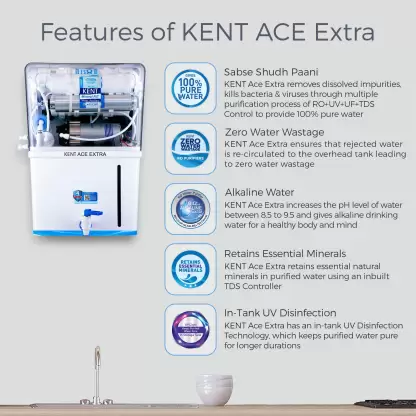 Features of KENT ACE Extra
KENT
KENT ACE EXTRA
100%
PURE
WATER
Sabse Shudh Paani
KENT Ace Extra removes dissolved impurities,
kills bacteria & viruses through multiple
purification process of RO+UV+UF+TDS
Control to provide 100% pure water
ZERO
WATER
Zero Water Wastage
KENT Ace Extra ensures that rejected water
is re-circulated to the overhead tank leading
to zero water wastage
Alkaline Water
KENT Ace Extra increases the pH level of water
between 8.5 to 9.5 and gives alkaline drinking
water for a healthy body and mind
RETAINS
ESSENTIAL
MINERALS
Retains Essential Minerals
KENT Ace Extra retains essential natural
minerals in purified water using an inbuilt
TDS Controller
In-Tank UV Disinfection
KENT Ace Extra has an in-tank UV Disinfection
Technology, which keeps purified water pure
for longer durations